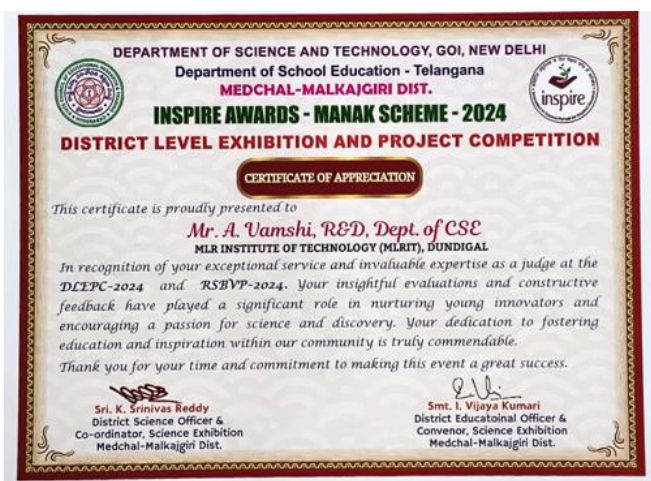 DEPARTMENT OF SCIENCE AND TECHNOLOGY, GOI, NEW DELHI
Department of School Education - Telangana
MEDCHAL-MALKAJGIRI DIST.
inspire
INSPIRE AWARDS - MANAK SCHEME - 2024
DISTRICT LEVEL EXHIBITION AND PROJECT COMPETITION
CERTIFICATE OF APPRECIATION
This certificate is proudly presented to
Mr. A. Vamshi, R&D, Dept. of CSE
MLR INSTITUTE OF TECHNOLOGY (MLRIT), DUNDIGAL
In recognition of your exceptional service and invaluable expertise as a judge at the
DLEPC-2024 and RSBVP-2024. Your insightful evaluations and constructive
feedback have played a significant role in nurturing young innovators and
encouraging a passion for science and discovery. Your dedication to fostering
education and inspiration within our community is truly commendable.
Thank you for your time and commitment to making this event a great success.
Sri. K. Srinivas Reddy
District Science Officer &
Co-ordinator, Science Exhibition
Medchal-Malkajgiri Dist.
Smt. I. Vijaya Kumari
District Educatoinal Officer &
Convenor, Science Exhibition
Medchal-Malkajgiri Dist.